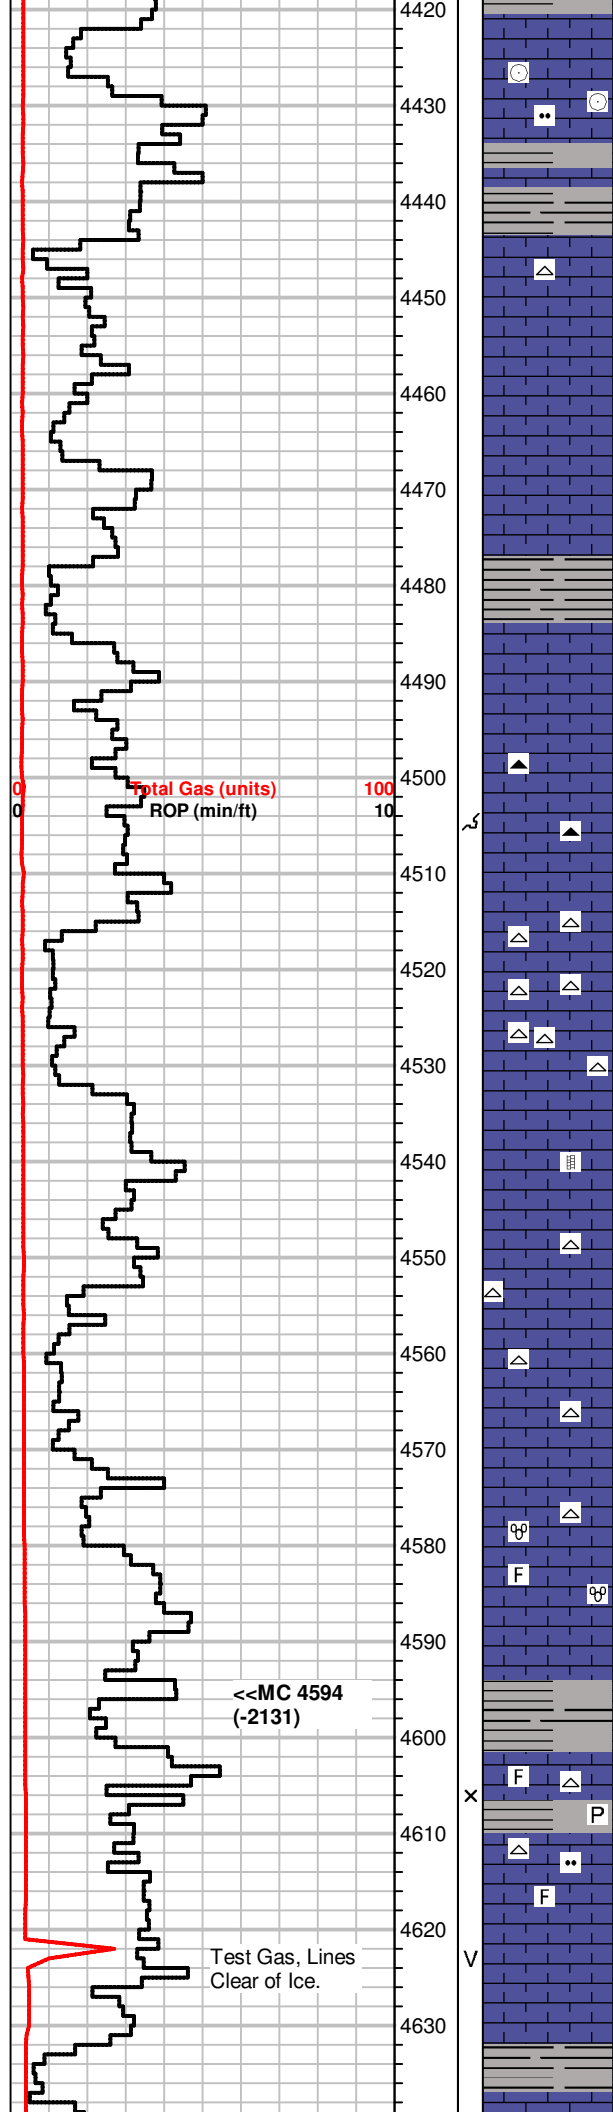 4420
4430
4440
4450
4460
4470
4480
4490
4500
0 Total Gas (units) 100
0 ROP (min/ft) 10
4510
4520
4530
4540
4550
4560
4570
4580
F
4590
<<MC 4594
(-2131)
4600
F
X
P
4610
F
4620
Test Gas, Lines
Clear of Ice.
V
4630